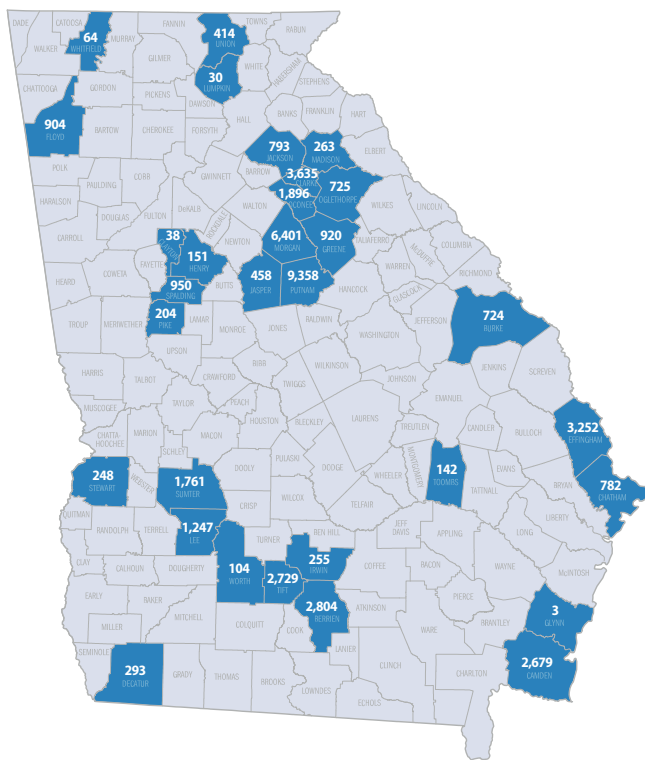 DADE
CATOOSA
FANNIN
TOWNS
RABUN
64
WHITFIELD
MURRAY
414
UNION
WALKER
GILMER
WHITE
HABERSHAM
30
LUMPKIN
STEPHENS
CHATTOOGA
GORDON
PICKENS
DAWSON
HALL
BANKS
FRANKLIN
HART
904
FLOYD
BARTOW
CHEROKEE
FORSYTH
793
JACKSON
263
MADISON
ELBERT
POLK
PAULDING
CORR
GWINNETT
BARROW
3,635
CLARKE
1,896
OCONEE
725
OGLETHORPE
HARALSON
DOUGLAS
FULTON
DeKALB
ROCKDALE
WALTON
WILKES
LINCOLN
CARROLL
38
CLAYTON
NEWTON
6,401
MORGAN
920
GREENE
TALIAFERRO
McDUFFIE
COLUMBIA
FAYETTE
151
HENRY
WARREN
RICHMOND
HEARD
COWETA
950
SPALDING
BUTTS
458
JASPER
9,358
PUTNAM
HANCOCK
GLASCOCK
TROUP
MERIWETHER
204
PIKE
LAMAR
MONROE
JONES
BALDWIN
WASHINGTON
JEFFERSON
724
BURKE
UPSON
HARRIS
TALBOT
CRAWFORD
BIBB
TWIGGS
WILKINSON
JOHNSON
JENKINS
SCREVEN
EMANUEL
MUSCOGEE
TAYLOR
PEACH
HOUSTON
BLECKLEY
LAURENS
TREUTLEN
CANDLER
BULLOCH
3,252
EFFINGHAM
CHATTA-
HOOCHEE
MARION
MACON
SCHLEY
DOOLY
PULASKI
DODGE
WHEELER
MONTGOMERY
142
TOOMBS
TATTNALL
EVANS
BRYAN
782
CHATHAM
248
STEWART
WEBSTER
1,761
SUMTER
CRISP
WILCOX
TELFAIR
QUITMAN
RANDOLPH
TERRELL
1,247
LEE
TURNER
BEN HILL
JEFF
DAVIS
APPLING
LONG
LIBERTY
CLAY
CALHOUN
DOUGHERTY
104
WORTH
2,729
TIFT
255
IRWIN
COFFEE
BACON
WAYNE
McINTOSH
EARLY
BAKER
MITCHELL
2,804
BERRIEN
ATKINSON
PIERCE
3
GLYNN
MILLER
COLQUITT
COOK
LANIER
WARE
BRANTLEY
SEMINOLE
293
DECATUR
GRADY
THOMAS
BROOKS
LOWNDES
CLINCH
ECHOLS
CHARLTON
2,679
CAMDEN